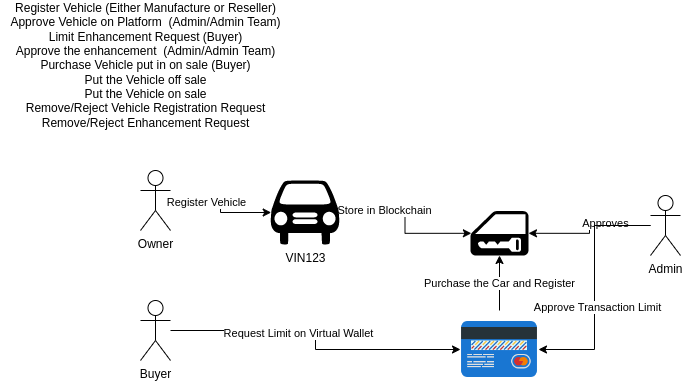 Register Vehicle (Either Manufacture or Reseller)
Approve Vehicle on Platform (Admin/Admin Team)
Limit Enhancement Request (Buyer)
Approve the enhancement (Admin/Admin Team)
Purchase Vehicle put in on sale (Buyer)
Put the Vehicle off sale
Put the Vehicle on sale
Remove/Reject Vehicle Registration Request
Remove/Reject Enhancement Request
Register Vehicle
Store in Blockchain
Approves
Owner
VIN123
Admin
Purchase the Car and Register
Approve Transaction Limit
Request Limit on Virtual Wallet
Buyer